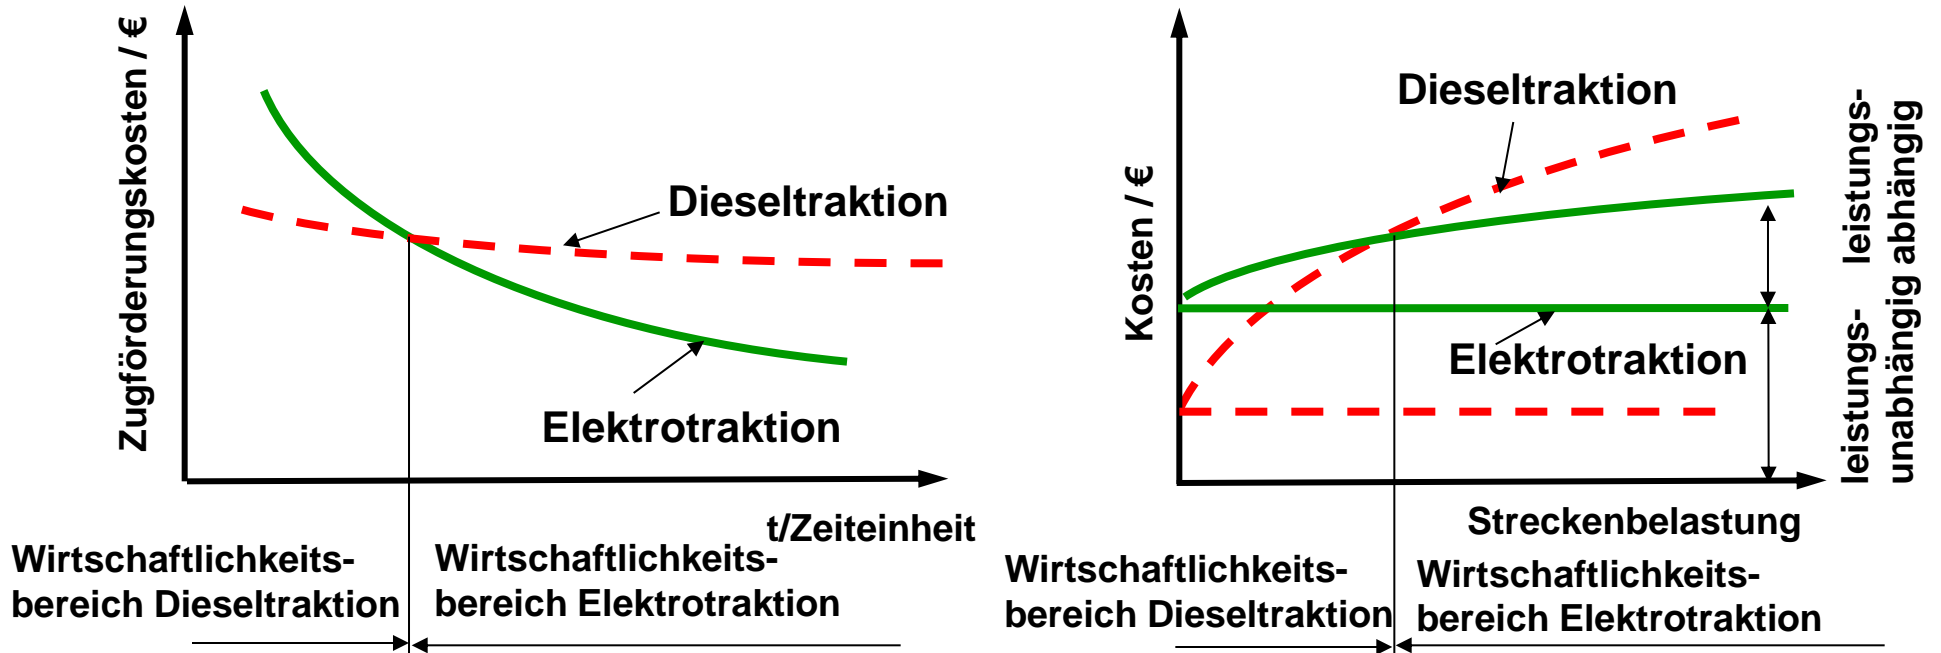 Zugförderungskosten / €
Dieseltraktion
Elektrotraktion
t/Zeiteinheit
Wirtschaftlichkeits-
bereich Dieseltraktion
Wirtschaftlichkeits-
bereich Elektrotraktion
Kosten / €
Dieseltraktion
Elektrotraktion
leistungs-
abhängig
leistungs-
unabhängig
Streckenbelastung
Wirtschaftlichkeits-
bereich Dieseltraktion
Wirtschaftlichkeits-
bereich Elektrotraktion